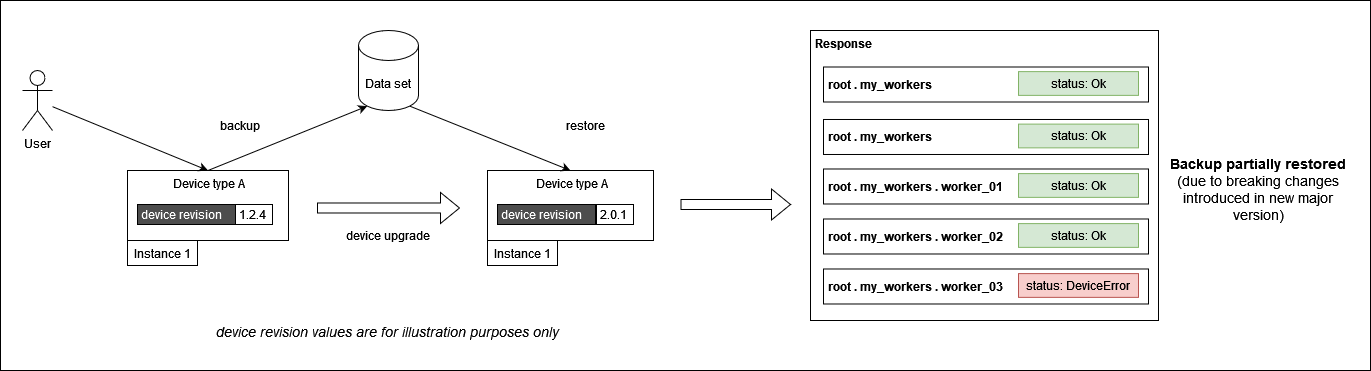 User
backup
Data set
restore
Device type A
device revision 1.2.4
Instance 1
device upgrade
Device type A
device revision 2.0.1
Instance 1
device revision values are for illustration purposes only
Response
root . my_workers status: Ok
root . my_workers status: Ok
root . my_workers . worker_01 status: Ok
root . my_workers . worker_02 status: Ok
root . my_workers . worker_03 status: DeviceError
Backup partially restored
(due to breaking changes
introduced in new major
version)